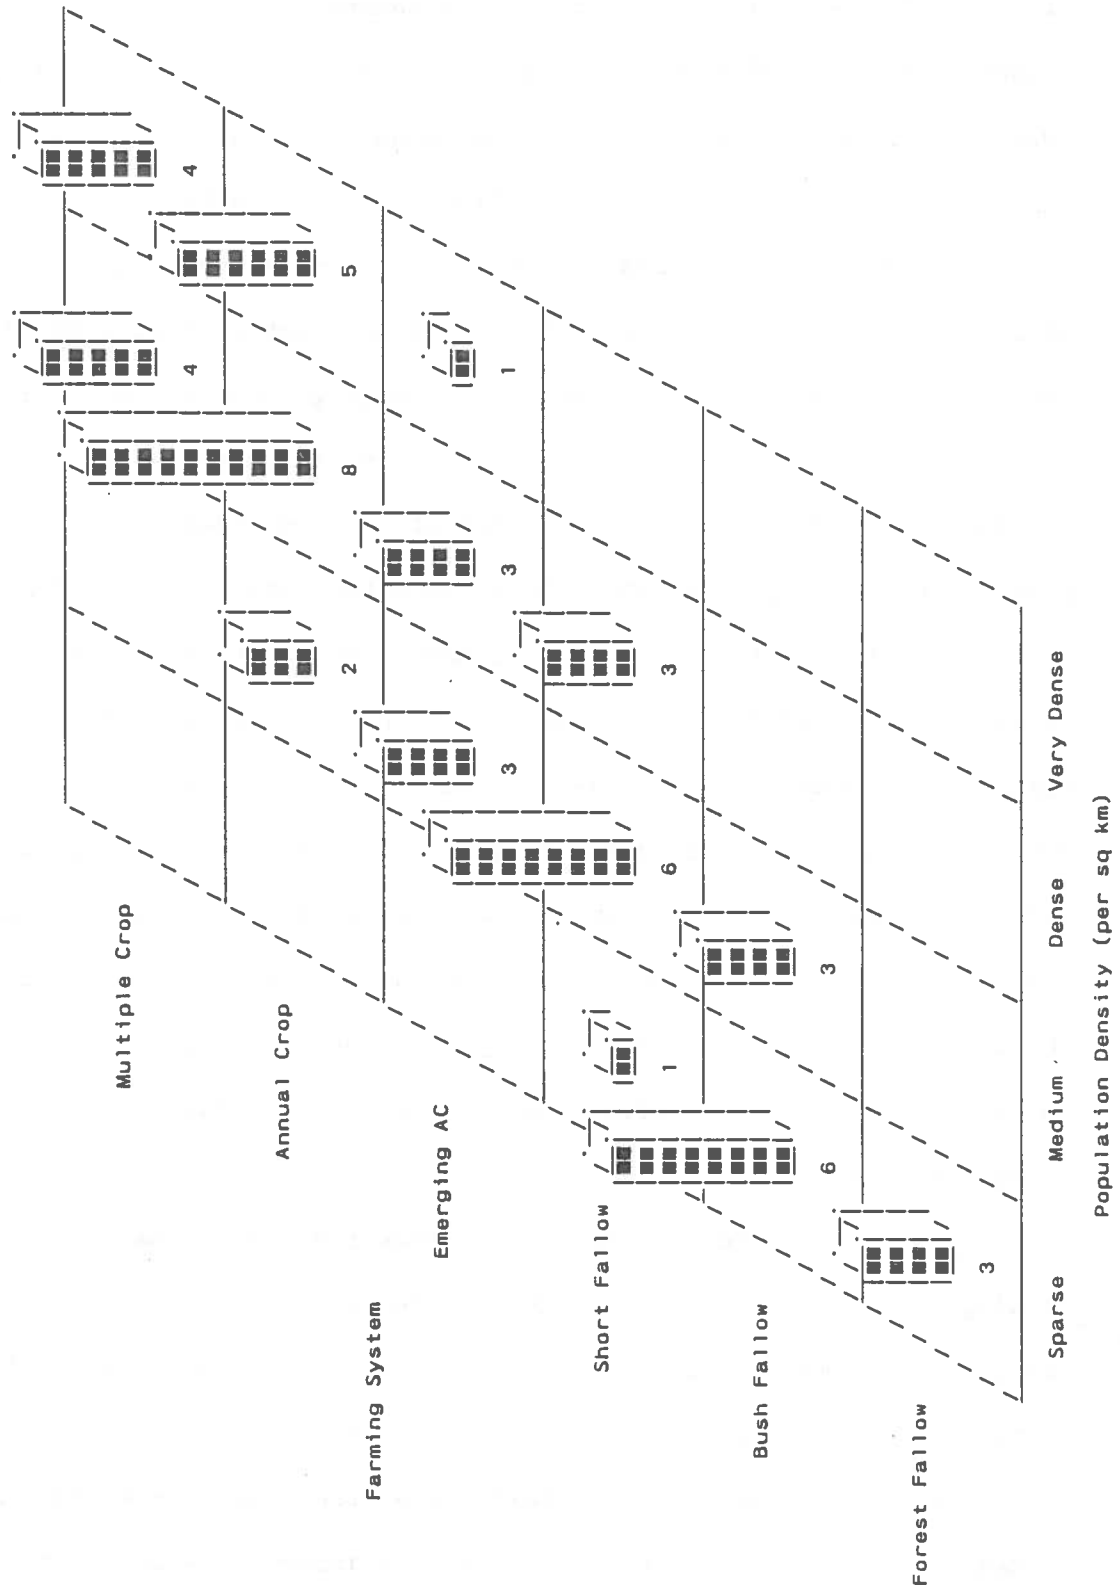 Multiple Crop
4 4
Annual Crop
2 8 5
Farming System
Emerging AC
3 3 1
Short Fallow
1 6 3
Bush Fallow
6 3
Forest Fallow
3
Sparse Medium Dense Very Dense
Population Density (per sq km)